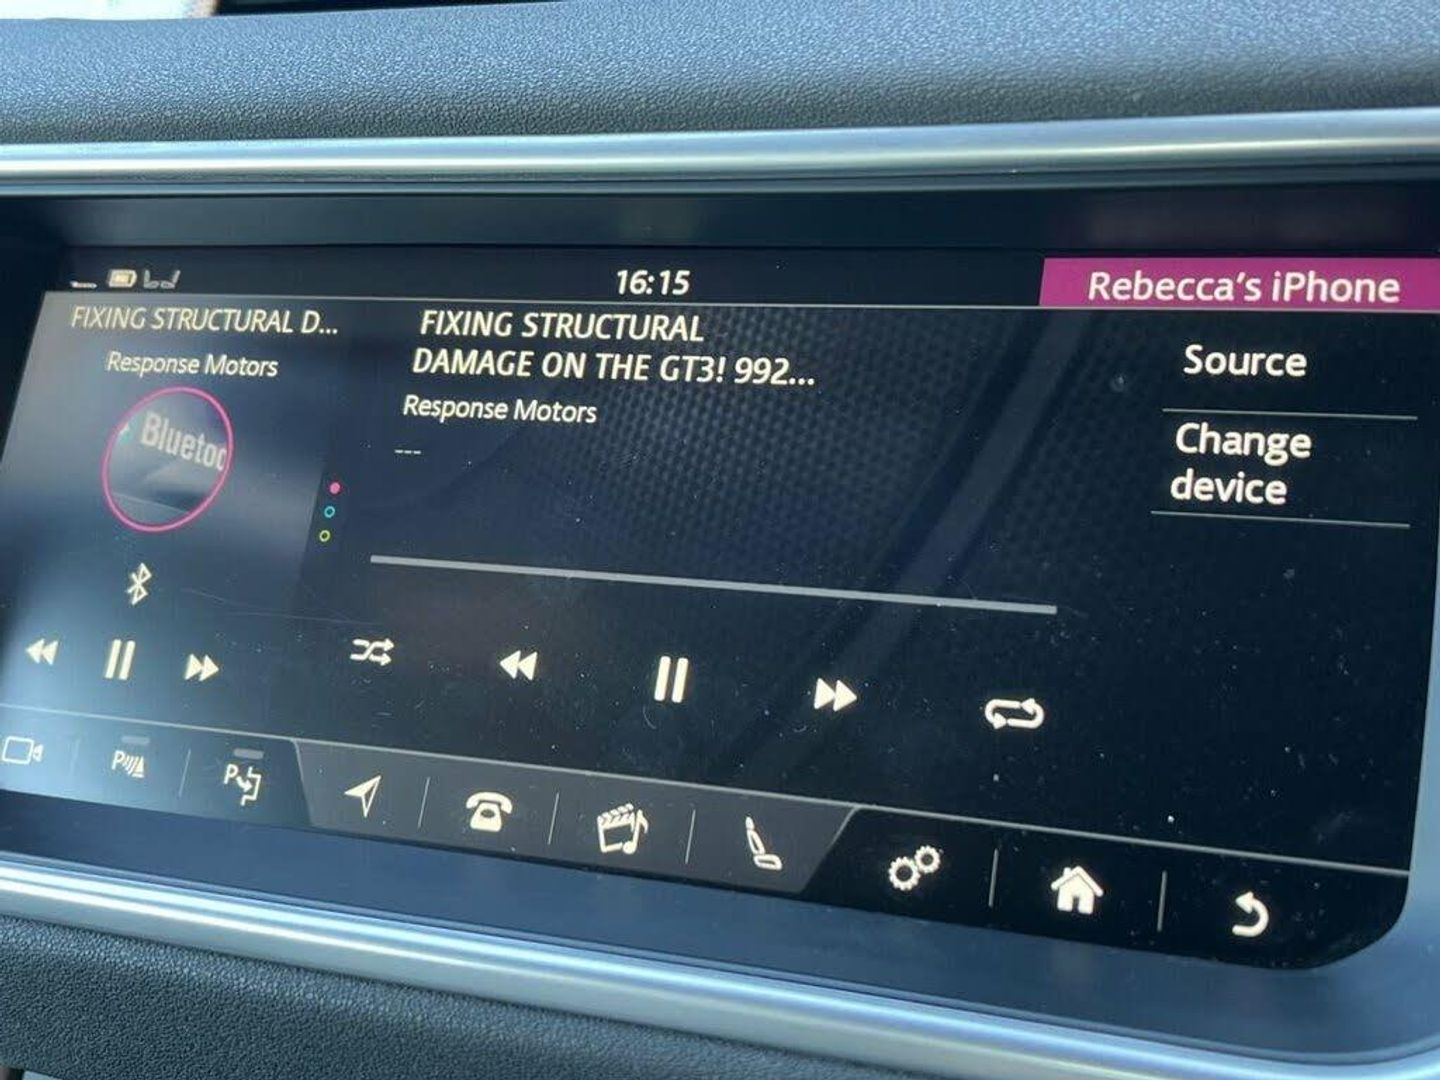 16:15
Rebecca's iPhone
FIXING STRUCTURAL D...
Response Motors
Bluetoo
FIXING STRUCTURAL
DAMAGE ON THE GT3! 992...
Response Motors
---
Source
Change
device
P
P